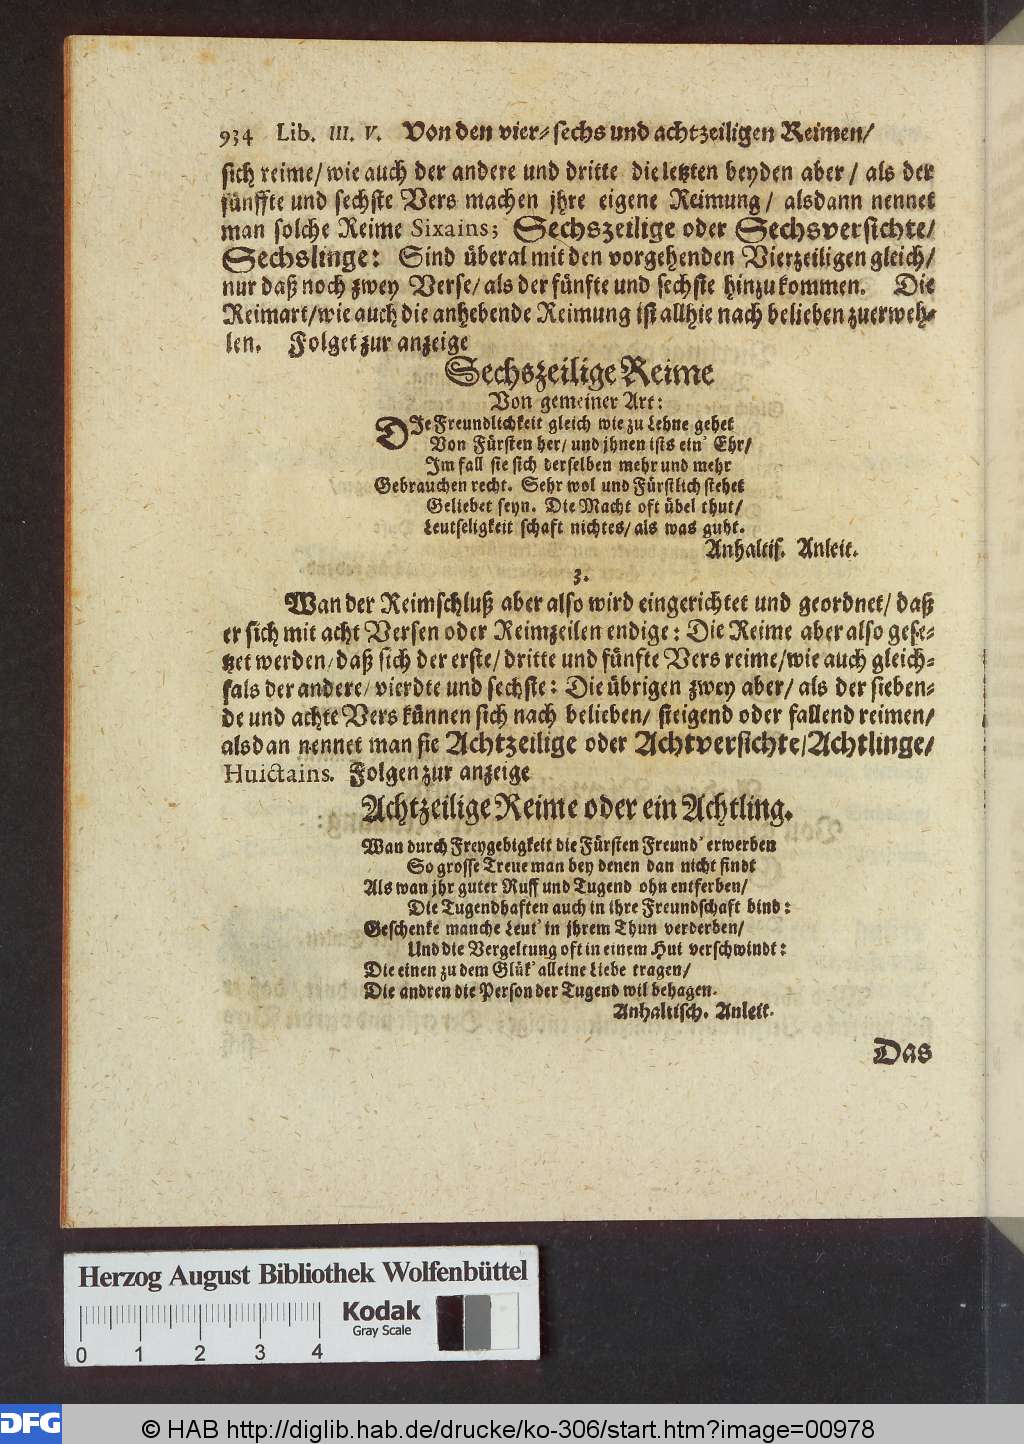 934 Lib. III. V. Von den vier- sechs und achtzeiligen Reimen/
sich reime/ wie auch der andere und dritte die letzten beyden aber/ als der
fünffte und sechste Vers machen jhre eigene Reimung/ alsdann nennet
man solche Reime Sixains; Sechszeilige oder Sechsversichte/
Sechslinge: Sind überal mit den vorgehenden Vierzeiligen gleich/
nur daß noch zwey Verse/ als der fünfte und sechste hinzukommen. Die
Reimart/ wie auch die anhebende Reimung ist allhie nach belieben zuerweh-
len. Folget zur anzeige
Sechszeilige Reime
Von gemeiner Art:
DJe Freundlichkeit gleich wie zu Lehne gehet
Von Fürsten her/ und jhnen ists ein' Ehr/
Im fall sie sich derselben mehr und mehr
Gebrauchen recht. Sehr wol und Fürstlich stehet
Geliebet seyn. Die Macht oft übel thut/
Leutseligkeit schaft nichtes/ als was guht.
Anhaltis. Anleit.
3.
Wan der Reimschluß aber also wird eingerichtet und geordnet/ daß
er sich mit acht Versen oder Reimzeilen endige: Die Reime aber also gese-
tzet werden/ daß sich der erste/ dritte und fünfte Vers reime/ wie auch gleich-
fals der andere/ vierdte und sechste: Die übrigen zwey aber/ als der sieben-
de und achte Vers künnen sich nach belieben/ steigend oder fallend reimen/
alsdan nennet man sie Achtzeilige oder Achtversichte/ Achtlinge/
Huictains. Folgen zur anzeige
Achtzeilige Reime oder ein Achtling.
Wan durch Freygebigkeit die Fürsten Freund' erwerben
So grosse Treue man bey denen dan nicht findt
Als wan jhr guter Ruff und Tugend ohn entferben/
Die Tugendhaften auch in ihre Freundschaft bind:
Geschenke manche Leut' in jhrem Thun verderben/
Und die Vergeltung oft in einem Hui verschwindt:
Die einen zu dem Glük' alleine Liebe tragen/
Die andren die Person der Tugend wil behagen.
Anhaltisch. Anleit.
Das
Herzog August Bibliothek Wolfenbüttel
Kodak
Gray Scale
0 1 2 3 4
DFG © HAB http://diglib.hab.de/drucke/ko-306/start.htm?image=00978